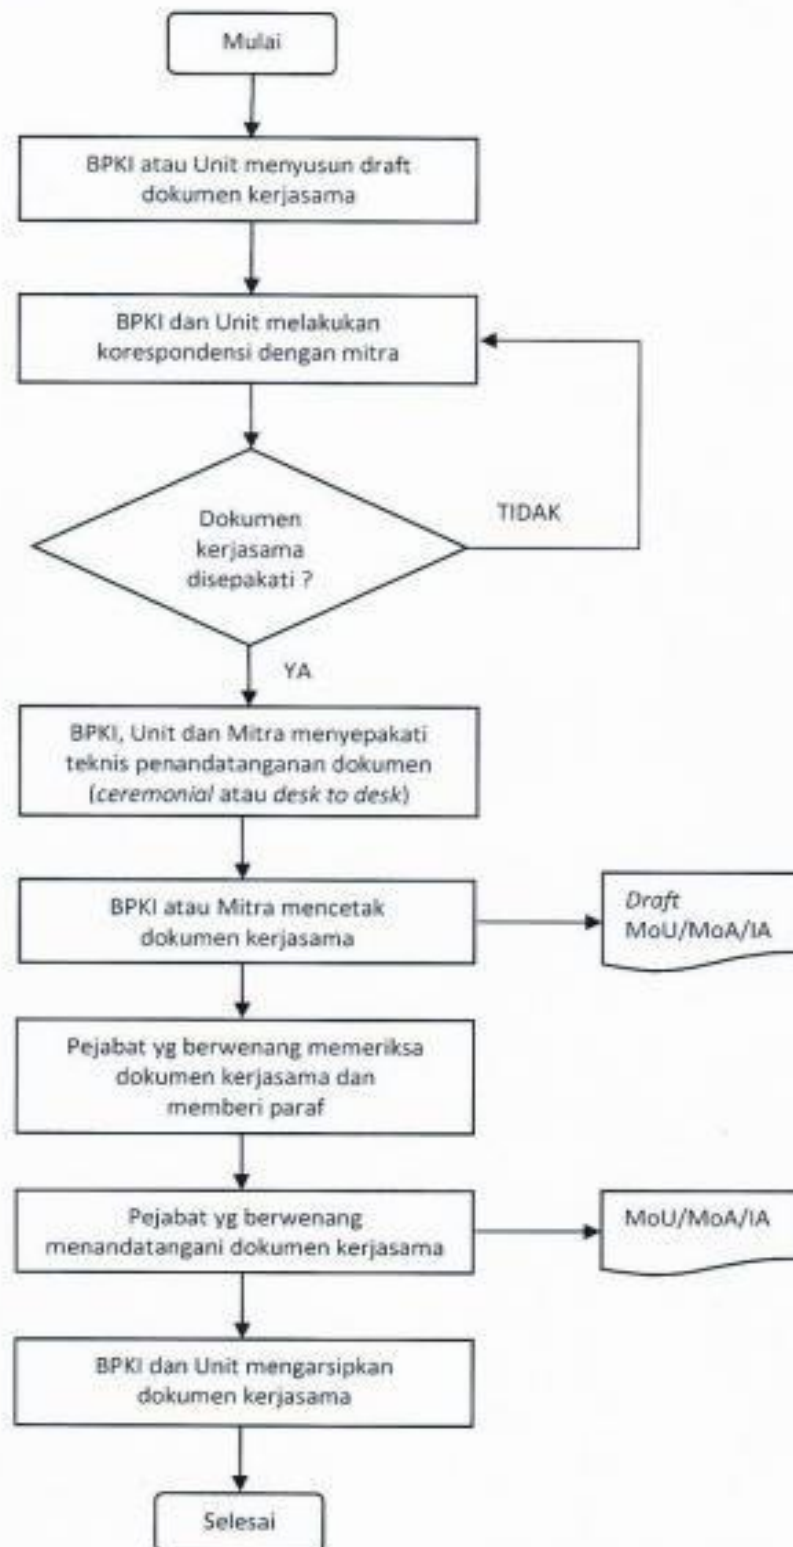 Mulai
BPKI atau Unit menyusun draft
dokumen kerjasama
BPKI dan Unit melakukan
korespondensi dengan mitra
Dokumen
kerjasama
disepakati ?
TIDAK
YA
BPKI, Unit dan Mitra menyepakati
teknis penandatanganan dokumen
(ceremonial atau desk to desk)
BPKI atau Mitra mencetak
dokumen kerjasama
Draft
MoU/MoA/IA
Pejabat yg berwenang memeriksa
dokumen kerjasama dan
memberi paraf
Pejabat yg berwenang
menandatangani dokumen kerjasama
MoU/MoA/IA
BPKI dan Unit mengarsipkan
dokumen kerjasama
Selesai